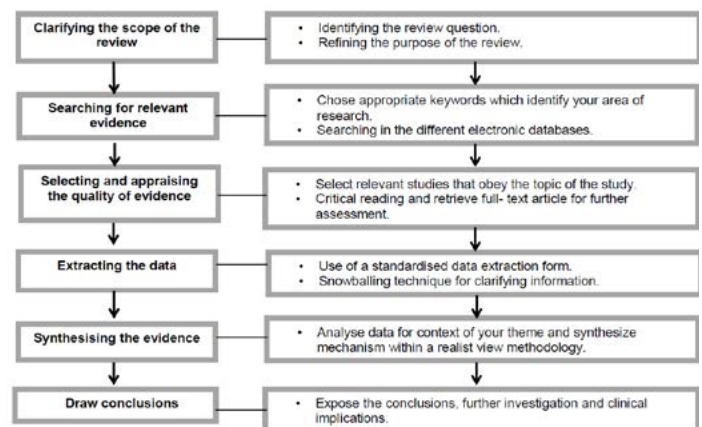 Clarifying the scope of the
review
• Identifying the review question.
• Refining the purpose of the review.
Searching for relevant
evidence
• Chose appropriate keywords which identify your area of
research.
• Searching in the different electronic databases.
Selecting and appraising
the quality of evidence
• Select relevant studies that obey the topic of the study.
• Critical reading and retrieve full- text article for further
assessment.
Extracting the data
• Use of a standardised data extraction form.
• Snowballing technique for clarifying information.
Synthesising the evidence
• Analyse data for context of your theme and synthesize
mechanism within a realist view methodology.
Draw conclusions
• Expose the conclusions, further investigation and clinical
implications.